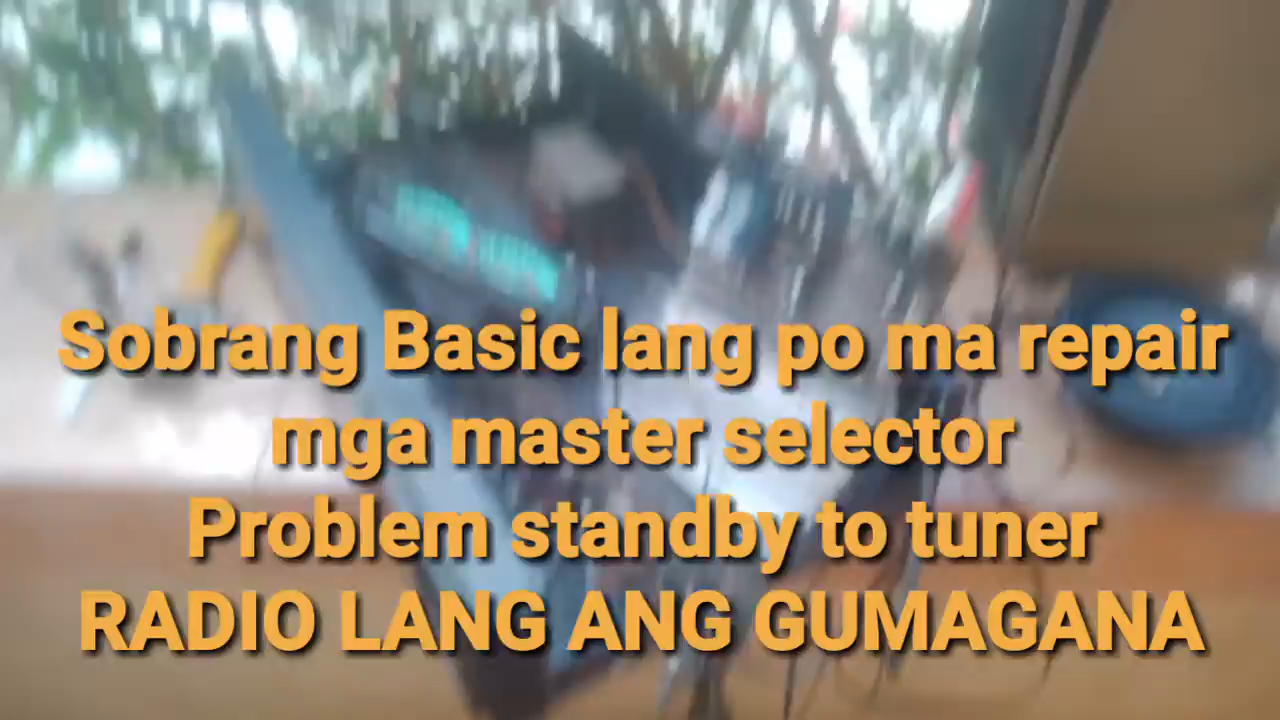 Sobrang Basic lang po ma repair
mga master selector
Problem standby to tuner
RADIO LANG ANG GUMAGANA